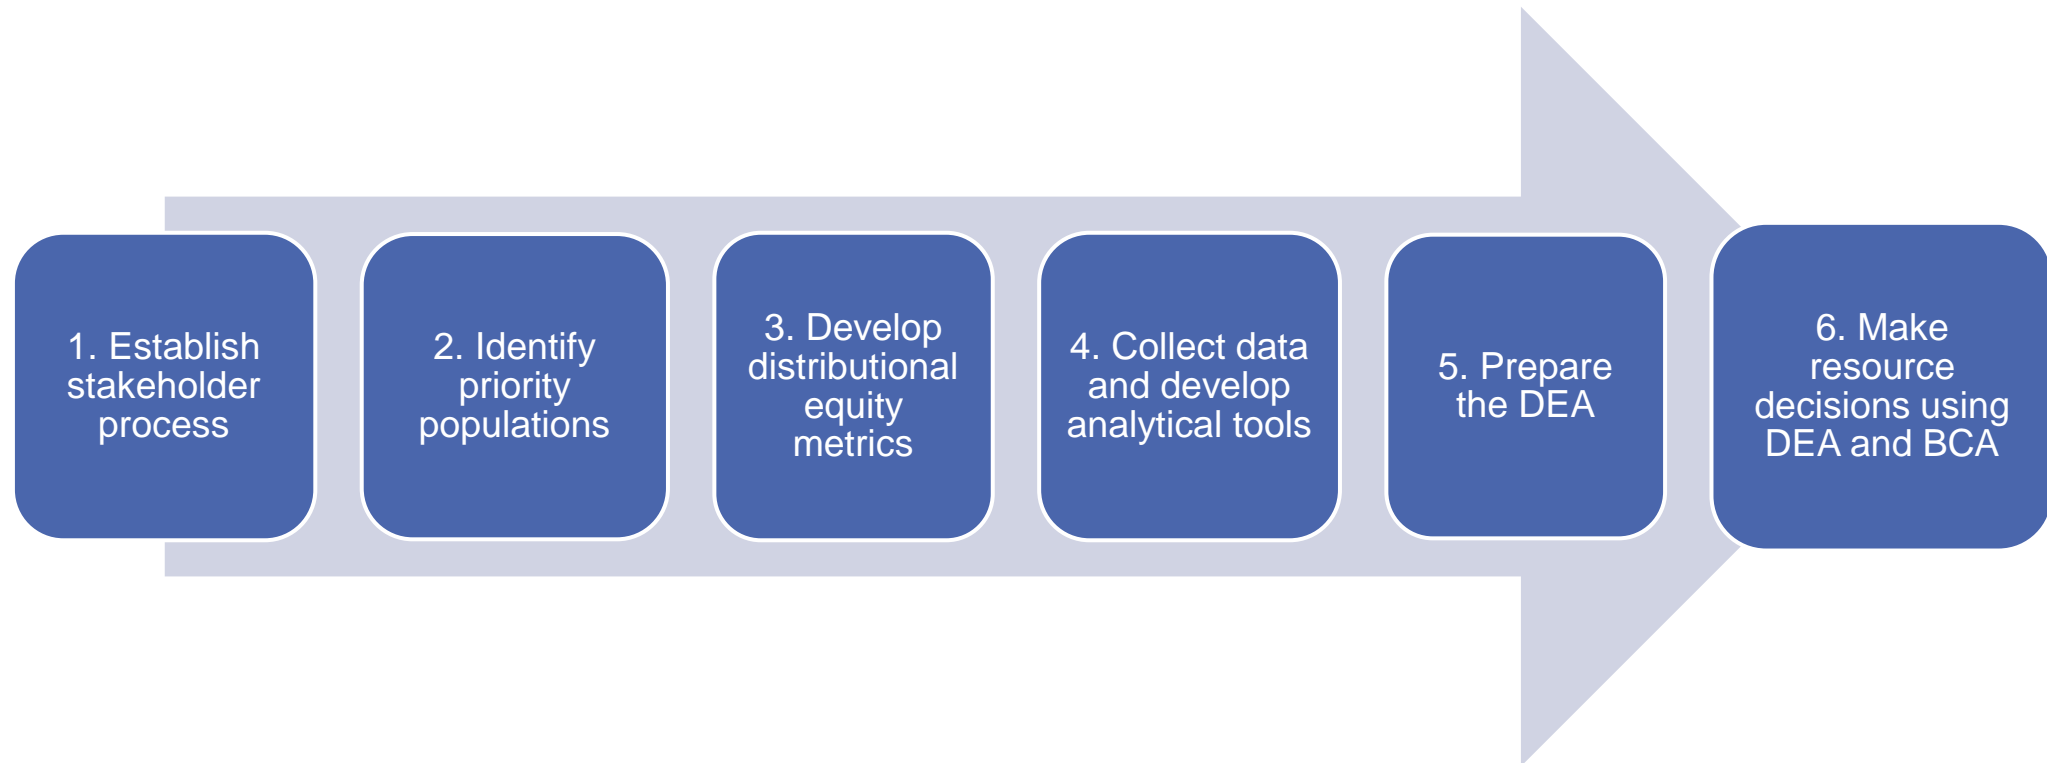 1. Establish
stakeholder
process
2. Identify
priority
populations
3. Develop
distributional
equity
metrics
4. Collect data
and develop
analytical tools
5. Prepare
the DEA
6. Make
resource
decisions using
DEA and BCA